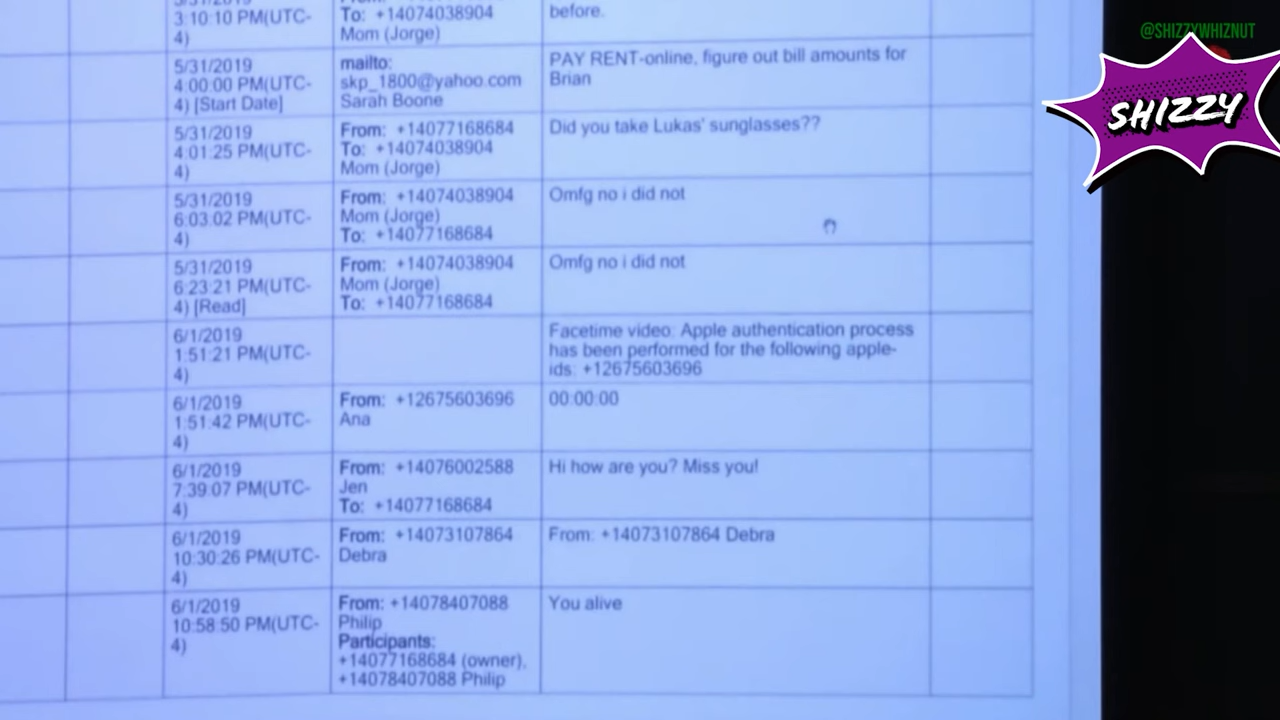 @SHIZZYWHIZNUT
SHIZZY
3:10:10 PM(UTC-
4)
To: +14074038904
Mom (Jorge)
before.
5/31/2019
4:00:00 PM(UTC-
4) [Start Date]
mailto:
skp_1800@yahoo.com
Sarah Boone
PAY RENT-online, figure out bill amounts for
Brian
5/31/2019
4:01:25 PM(UTC-
4)
From: +14077168684
To: +14074038904
Mom (Jorge)
Did you take Lukas' sunglasses??
5/31/2019
6:03:02 PM(UTC-
4)
From: +14074038904
Mom (Jorge)
To: +14077168684
Omfg no i did not
5/31/2019
6:23:21 PM(UTC-
4) [Read]
From: +14074038904
Mom (Jorge)
To: +14077168684
Omfg no i did not
6/1/2019
1:51:21 PM(UTC-
4)
Facetime video: Apple authentication process
has been performed for the following apple-
ids: +12675603696
6/1/2019
1:51:42 PM(UTC-
4)
From: +12675603696
Ana
00:00:00
6/1/2019
7:39:07 PM(UTC-
4)
From: +14076002588
Jen
To: +14077168684
Hi how are you? Miss you!
6/1/2019
10:30:26 PM(UTC-
4)
From: +14073107864
Debra
From: +14073107864 Debra
6/1/2019
10:58:50 PM(UTC-
4)
From: +14078407088
Philip
Participants:
+14077168684 (owner),
+14078407088 Philip
You alive